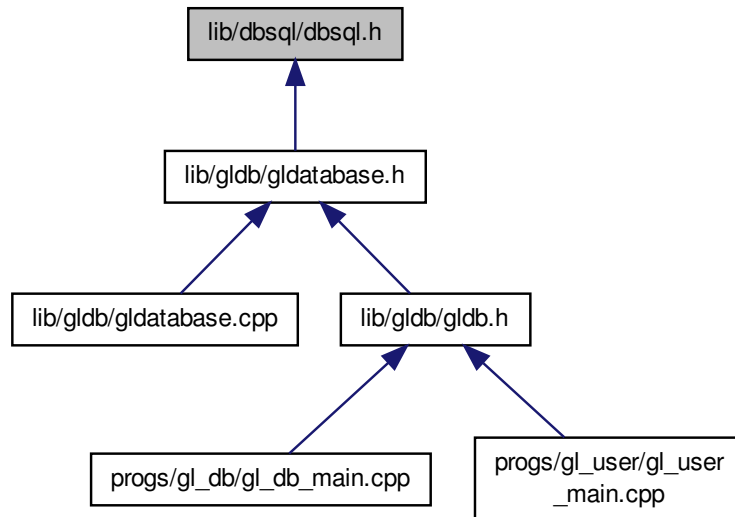 lib/dbsql/dbsql.h
lib/gldb/gldatabase.h
lib/gldb/gldatabase.cpp
lib/gldb/gldb.h
progs/gl_db/gl_db_main.cpp
progs/gl_user/gl_user
_main.cpp